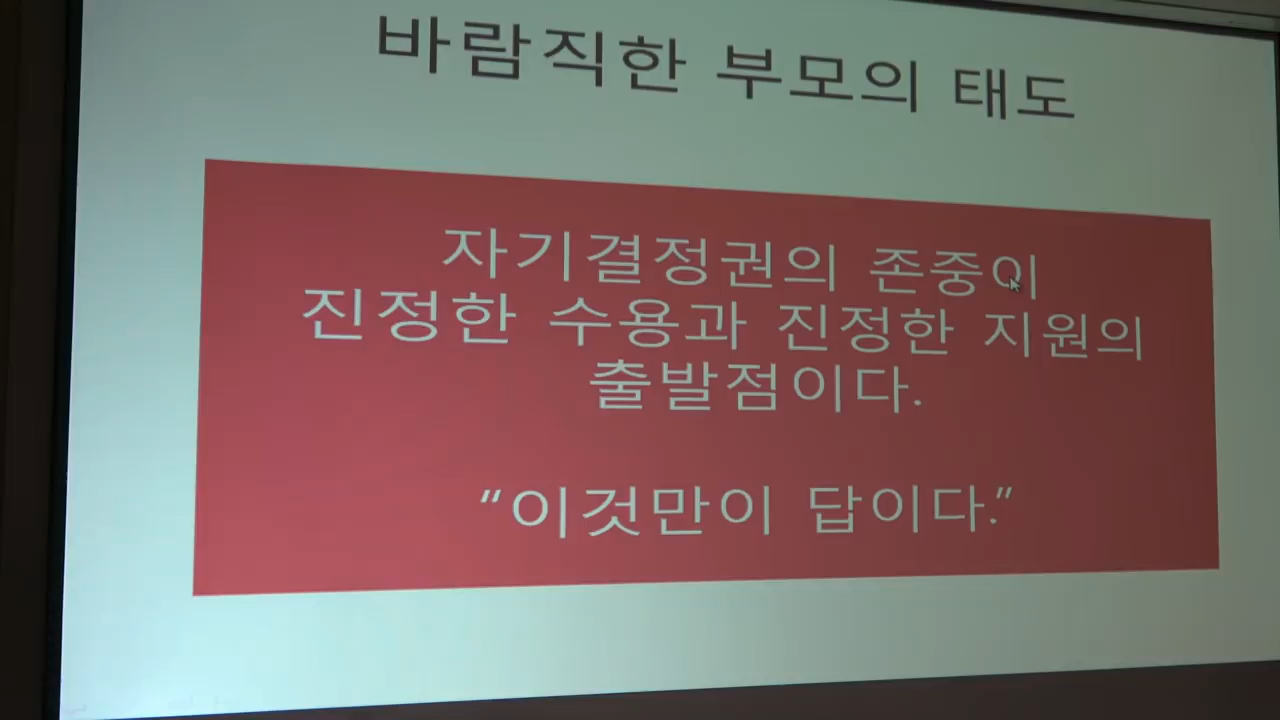 바람직한 부모의 태도
자기결정권의 존중이
진정한 수용과 진정한 지원의
출발점이다.
“이것만이 답이다.”